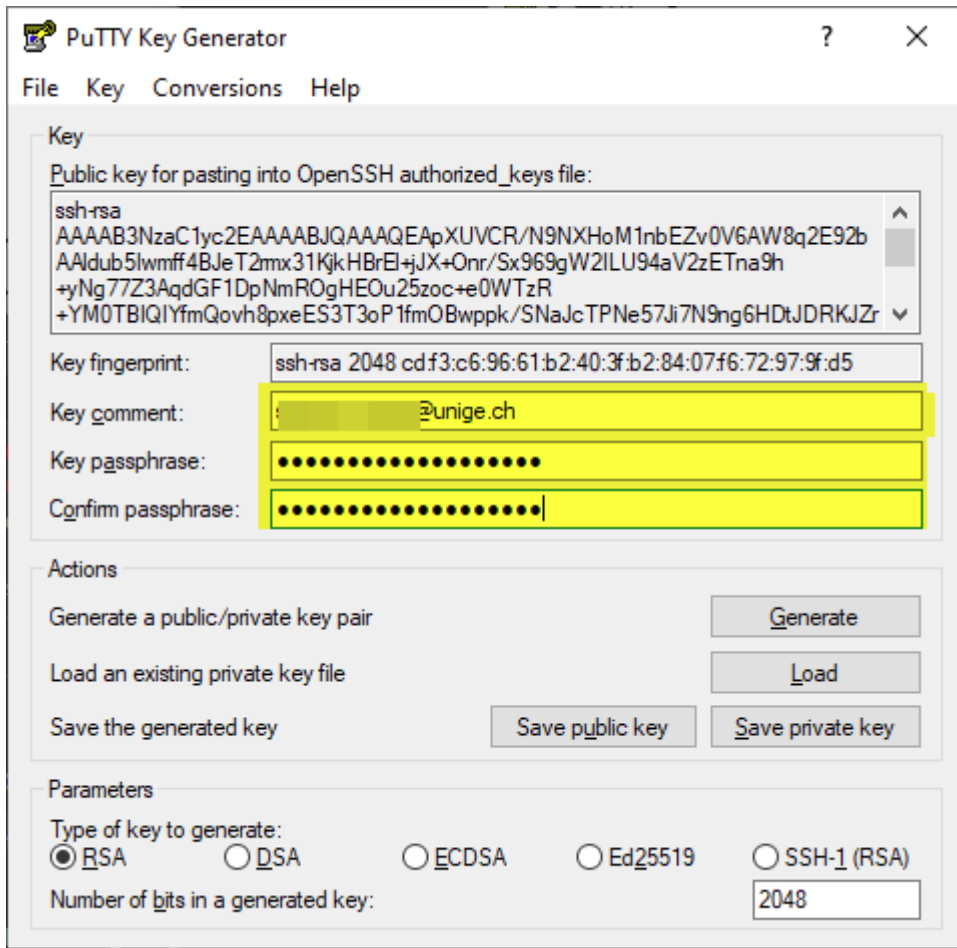 PuTTY Key Generator ? ×
File Key Conversions Help
Key
Public key for pasting into OpenSSH authorized_keys file:
ssh-rsa
AAAAB3NzaC1yc2EAAAABJQAAAQEApXUVCR/N9NXHoM1nbEZv0V6AW8q2E92b
AAldub5lwmff4BJeT2rmx31KjkHBrEl+jJX+Onr/Sx969gW2ILU94aV2zETna9h
+yNg77Z3AqdGF1DpNmROgHEOu25zoc+e0WTzR
+YM0TBlQIYfmQovh8pxeES3T3oP1fmOBwppk/SNaJcTPNe57Ji7N9ng6HDtJDRKJZr
Key fingerprint: ssh-rsa 2048 cd:f3:c6:96:61:b2:40:3f:b2:84:07:f6:72:97:9f:d5
Key comment: @unige.ch
Key passphrase: ●●●●●●●●●●●●●●●●●●●
Confirm passphrase: ●●●●●●●●●●●●●●●●●●●
Actions
Generate a public/private key pair Generate
Load an existing private key file Load
Save the generated key Save public key Save private key
Parameters
Type of key to generate:
RSA DSA ECDSA Ed25519 SSH-1 (RSA)
Number of bits in a generated key: 2048